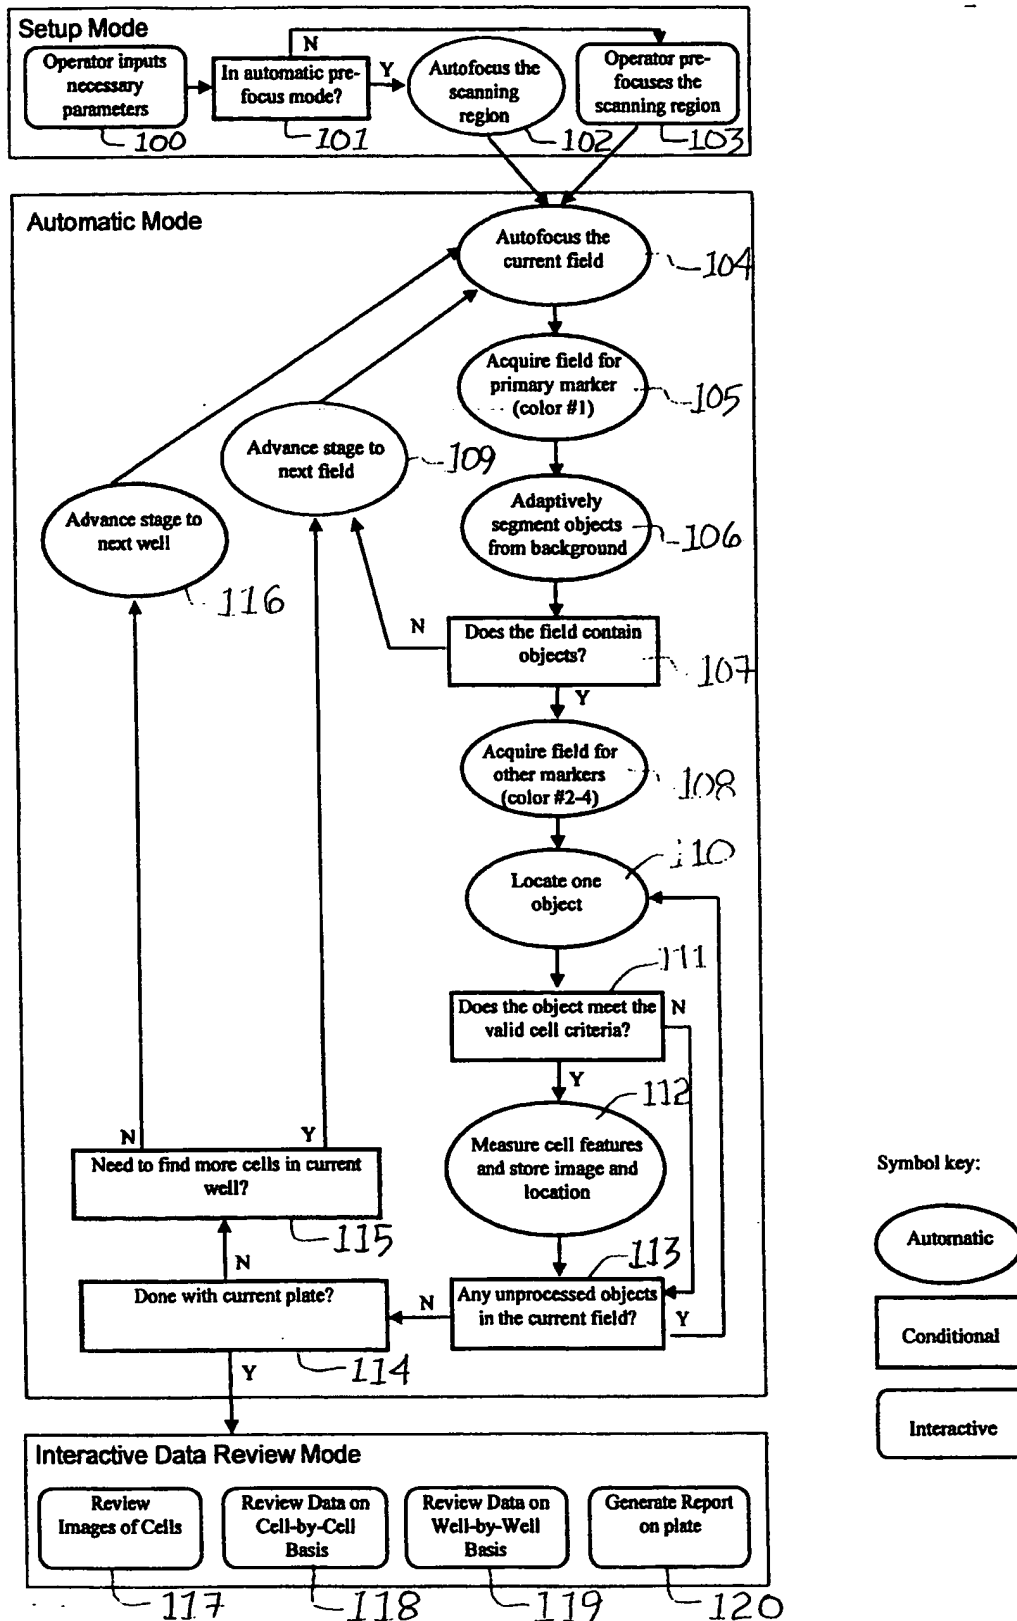 Setup Mode
Operator inputs
necessary
parameters
100
In automatic pre-
focus mode?
101
N
Y
Autofocus the
scanning
region
102
Operator pre-
focuses the
scanning region
103
Automatic Mode
Autofocus the
current field
104
Acquire field for
primary marker
(color #1)
105
Advance stage to
next field
109
Advance stage to
next well
116
Adaptively
segment objects
from background
106
N
Does the field contain
objects?
107
Y
Acquire field for
other markers
(color #2-4)
108
Locate one
object
110
Does the object meet the
valid cell criteria?
111
N
Y
Measure cell features
and store image and
location
112
N
Y
Need to find more cells in current
well?
115
N
Done with current plate?
114
Y
N
Any unprocessed objects
in the current field?
113
Y
Symbol key:
Automatic
Conditional
Interactive
Interactive Data Review Mode
Review
Images of Cells
117
Review Data on
Cell-by-Cell
Basis
118
Review Data on
Well-by-Well
Basis
119
Generate Report
on plate
120